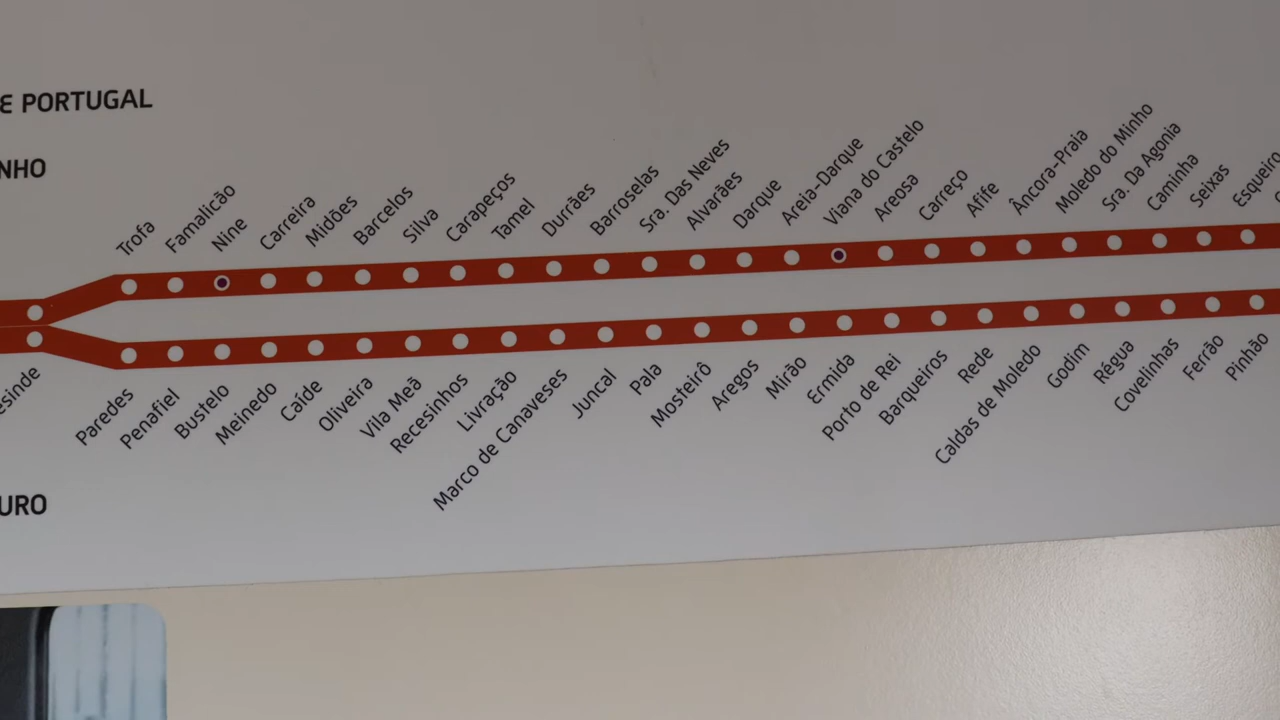 E PORTUGAL
NHO
Trofa
Famalicão
Nine
Carreira
Midões
Barcelos
Silva
Carapeços
Tamel
Durrães
Barroselas
Sra. Das Neves
Alvarães
Darque
Areia-Darque
Viana do Castelo
Areosa
Carreço
Afife
Âncora-Praia
Moledo do Minho
Sra. Da Agonia
Caminha
Seixas
Esqueiro
esinde
Paredes
Penafiel
Bustelo
Meinedo
Caíde
Oliveira
Vila Meã
Recesinhos
Livração
Marco de Canaveses
Juncal
Pala
Mosteirô
Aregos
Mirão
Ermida
Porto de Rei
Barqueiros
Rede
Caldas de Moledo
Godim
Régua
Covelinhas
Ferrão
Pinhão
URO